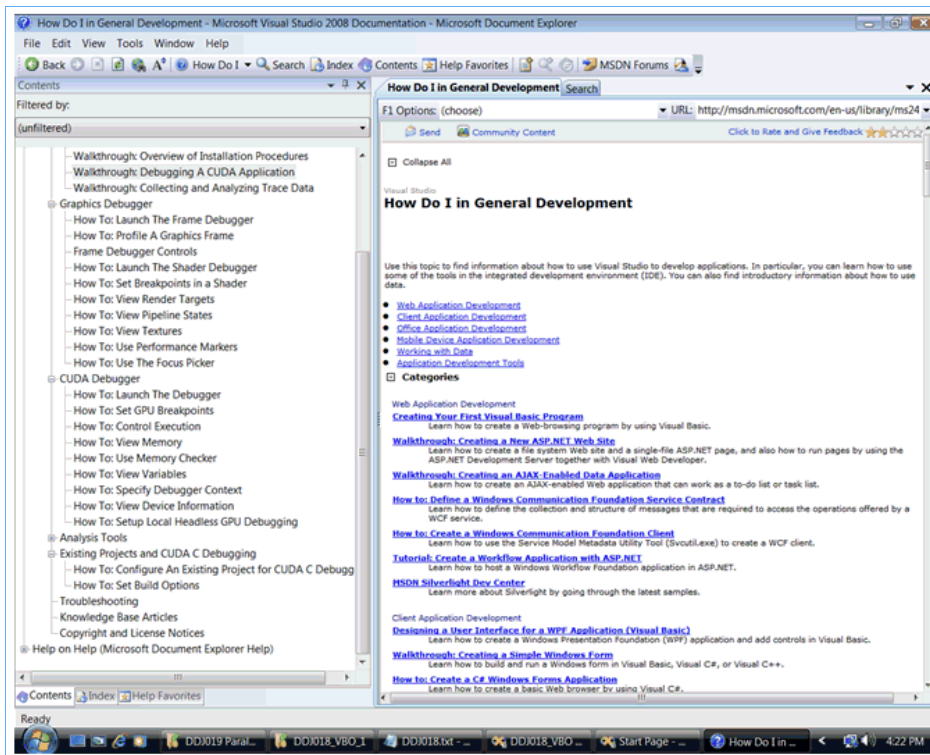 How Do I in General Development - Microsoft Visual Studio 2008 Documentation - Microsoft Document Explorer
File Edit View Tools Window Help
Back How Do I Search Index Contents Help Favorites MSDN Forums
Contents
Filtered by:
(unfiltered)
Walkthrough: Overview of Installation Procedures
Walkthrough: Debugging A CUDA Application
Walkthrough: Collecting and Analyzing Trace Data
Graphics Debugger
How To: Launch The Frame Debugger
How To: Profile A Graphics Frame
Frame Debugger Controls
How To: Launch The Shader Debugger
How To: Set Breakpoints in a Shader
How To: View Render Targets
How To: View Pipeline States
How To: View Textures
How To: Use Performance Markers
How To: Use The Focus Picker
CUDA Debugger
How To: Launch The Debugger
How To: Set GPU Breakpoints
How To: Control Execution
How To: View Memory
How To: Use Memory Checker
How To: View Variables
How To: Specify Debugger Context
How To: View Device Information
How To: Setup Local Headless GPU Debugging
Analysis Tools
Existing Projects and CUDA C Debugging
How To: Configure An Existing Project for CUDA C Debugg
How To: Set Build Options
Troubleshooting
Knowledge Base Articles
Copyright and License Notices
Help on Help (Microsoft Document Explorer Help)
Contents Index Help Favorites
How Do I in General Development Search
F1 Options: (choose) URL: http://msdn.microsoft.com/en-us/library/ms24
Send Community Content Click to Rate and Give Feedback
Collapse All
Visual Studio
How Do I in General Development
Use this topic to find information about how to use Visual Studio to develop applications. In particular, you can learn how to use
some of the tools in the integrated development environment (IDE). You can also find introductory information about how to use
data.
Web Application Development
Client Application Development
Office Application Development
Mobile Device Application Development
Working with Data
Application Development Tools
Categories
Web Application Development
Creating Your First Visual Basic Program
Learn how to create a Web-browsing program by using Visual Basic.
Walkthrough: Creating a New ASP.NET Web Site
Learn how to create a file system Web site and a single-file ASP.NET page, and also how to run pages by using the
ASP.NET Development Server together with Visual Web Developer.
Walkthrough: Creating an AJAX-Enabled Data Application
Learn how to create an AJAX-enabled Web application that can work as a to-do list or task list.
How to: Define a Windows Communication Foundation Service Contract
Learn how to define the collection and structure of messages that are required to access the operations offered by a
WCF service.
How to: Create a Windows Communication Foundation Client
Learn how to use the Service Model Metadata Utility Tool (Svcutil.exe) to create a WCF client.
Tutorial: Create a Workflow Application with ASP.NET
Learn how to host a Windows Workflow Foundation application in ASP.NET.
MSDN Silverlight Dev Center
Learn more about Silverlight by going through the latest samples.
Client Application Development
Designing a User Interface for a WPF Application (Visual Basic)
Learn how to create a Windows Presentation Foundation (WPF) application and add controls in Visual Basic.
Walkthrough: Creating a Simple Windows Form
Learn how to build and run a Windows form in Visual Basic, Visual C#, or Visual C++.
How to: Create a C# Windows Forms Application
Learn how to create a basic Web browser by using Visual C#.
Ready
DDJ019 Paral... DDJ018_VBO_1 DDJ018.txt - ... DDJ018_VBO ... Start Page - ... How Do I in ... 4:22 PM